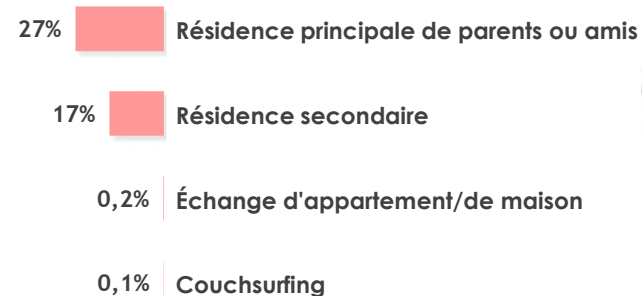 27% Résidence principale de parents ou amis
17% Résidence secondaire
0,2% Échange d'appartement/de maison
0,1% Couchsurfing